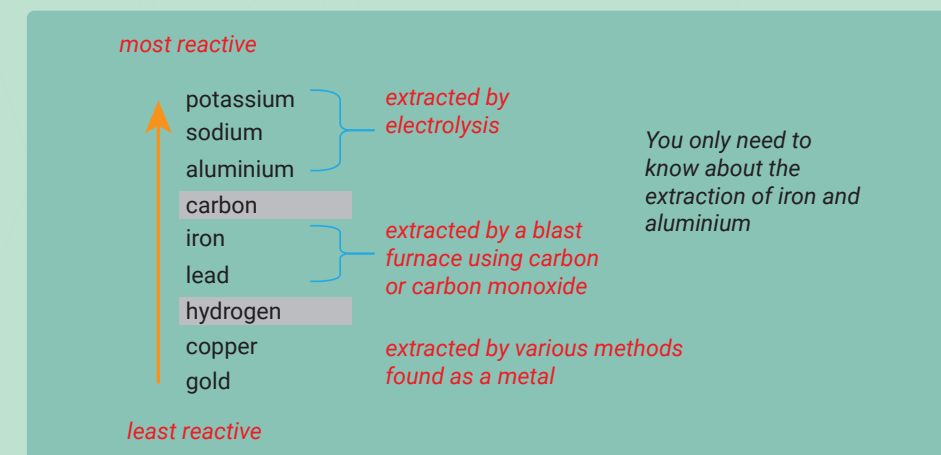 most reactive
potassium
sodium
aluminium
extracted by
electrolysis
You only need to
know about the
extraction of iron and
aluminium
carbon
iron
lead
extracted by a blast
furnace using carbon
or carbon monoxide
hydrogen
copper
extracted by various methods
gold
found as a metal
least reactive